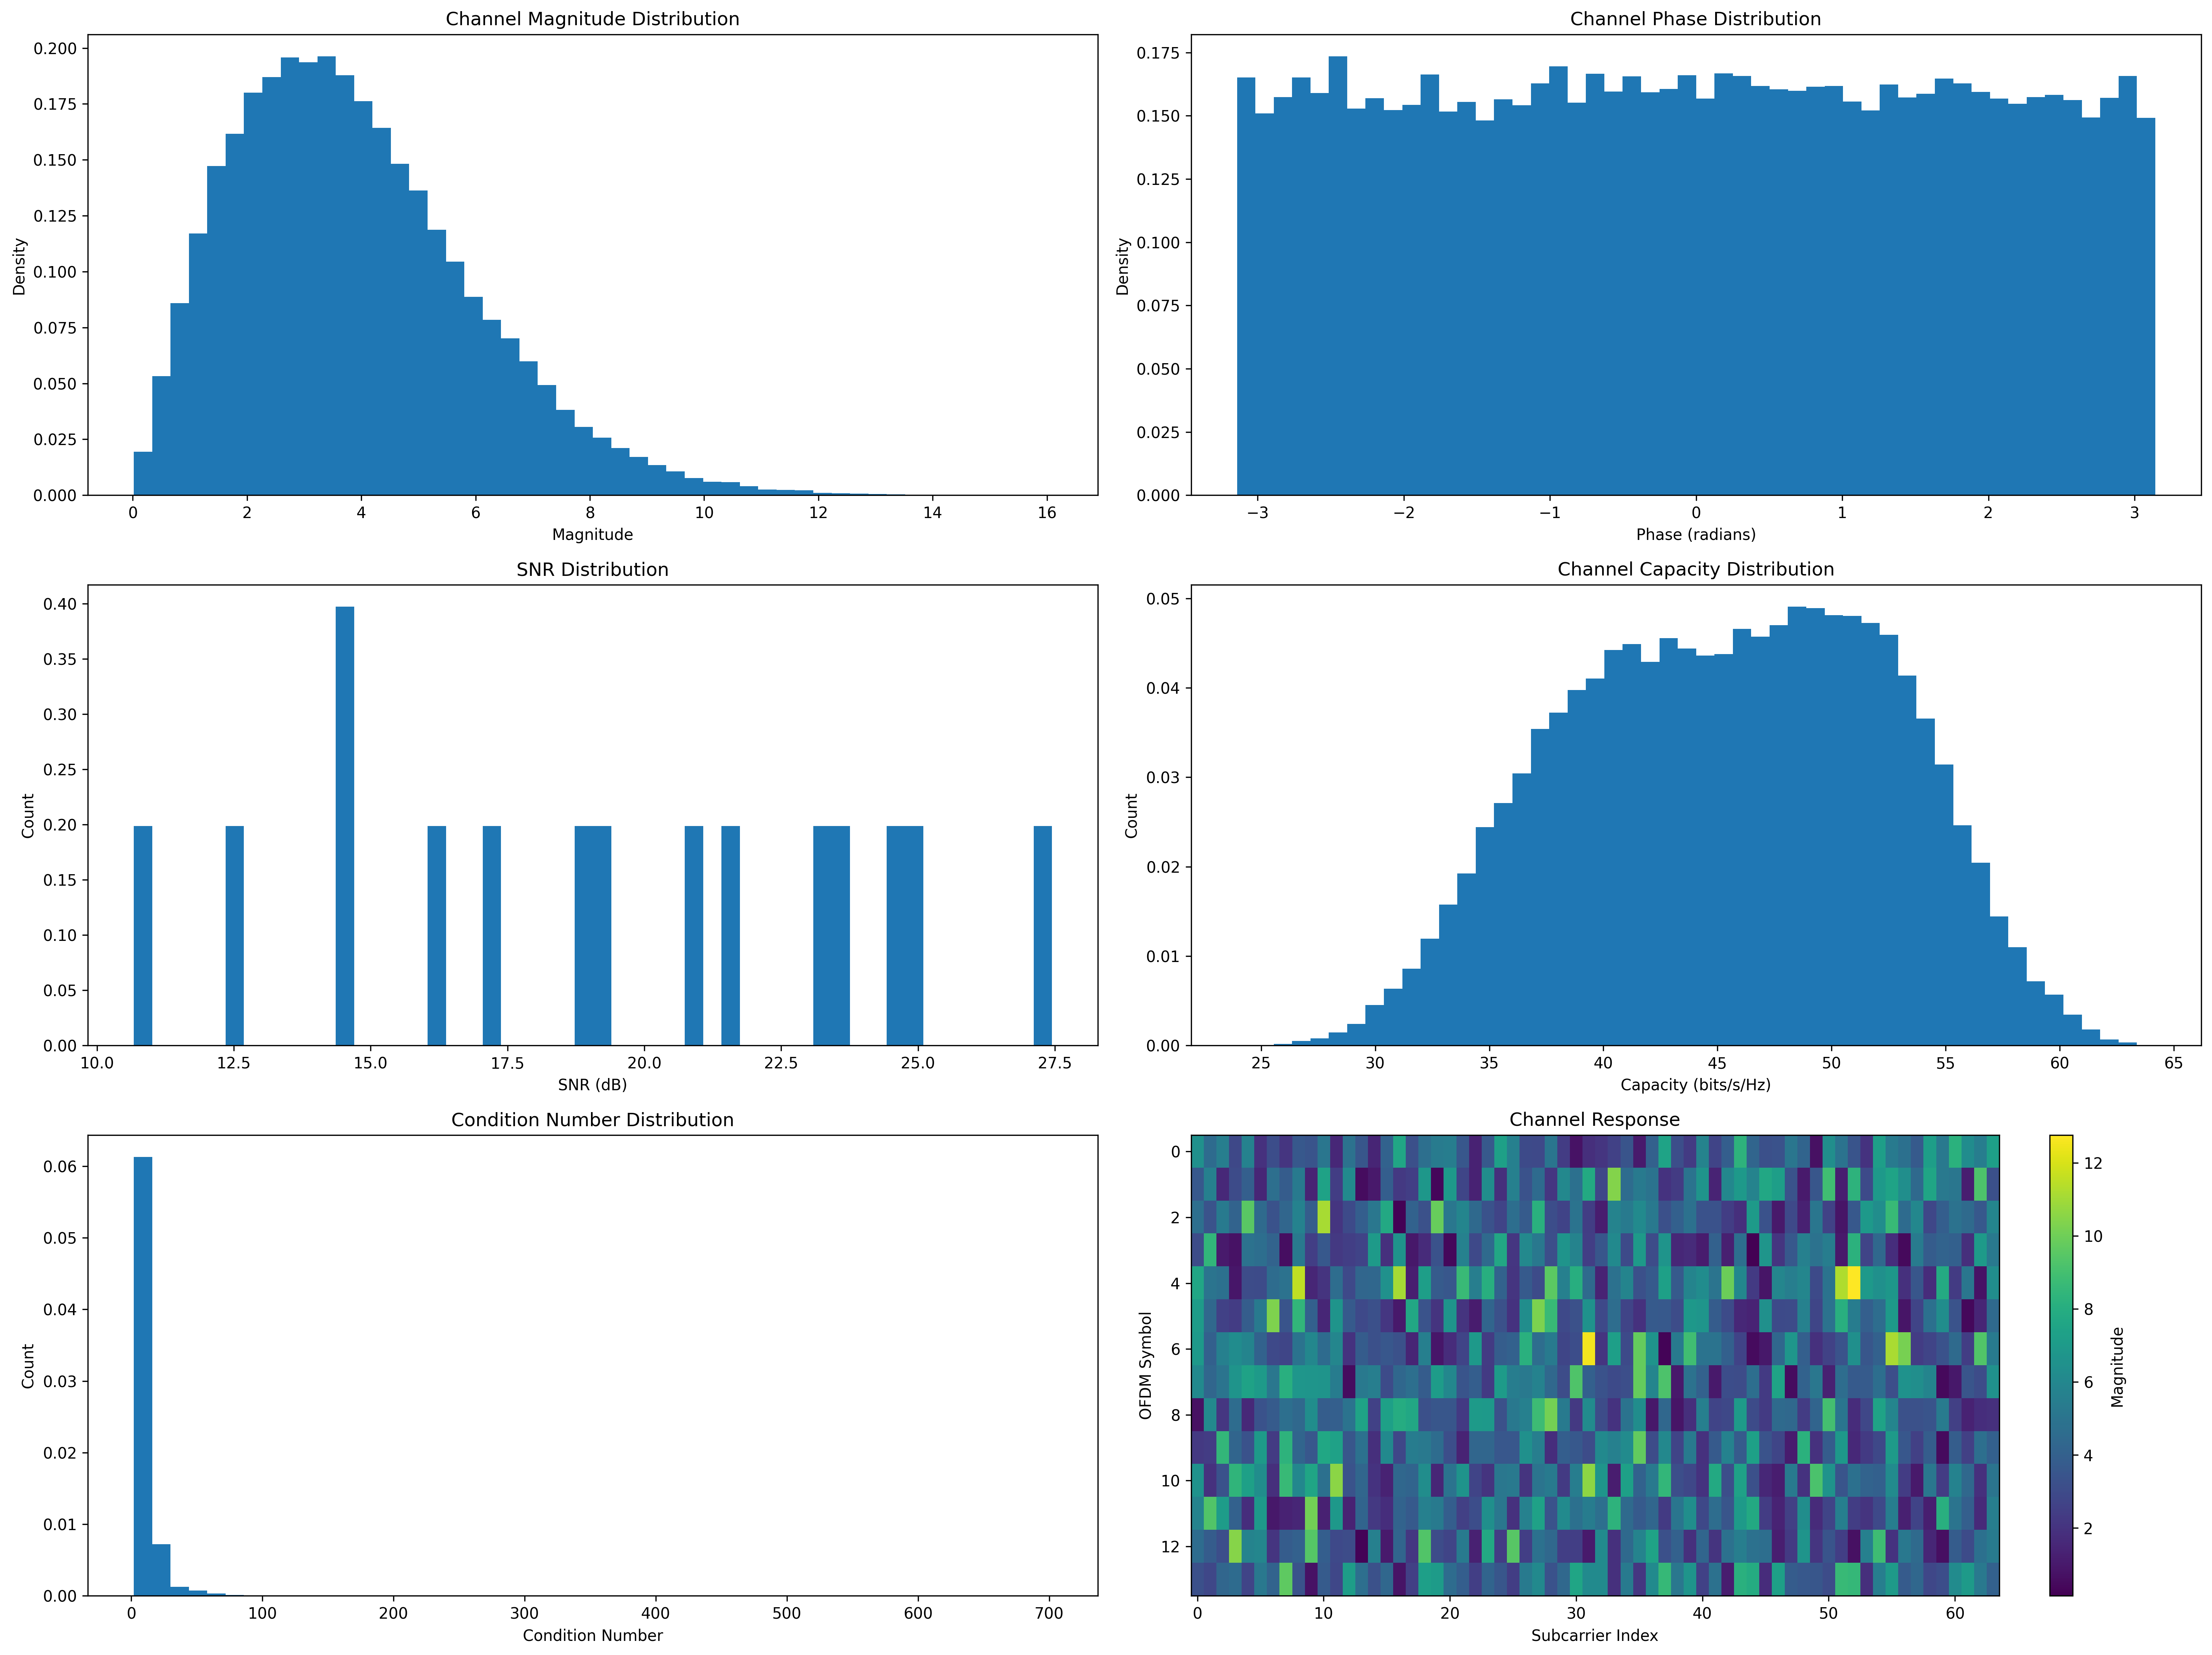 Channel Magnitude Distribution
Density
0.200
0.175
0.150
0.125
0.100
0.075
0.050
0.025
0.000
0 2 4 6 8 10 12 14 16
Magnitude
Channel Phase Distribution
Density
0.175
0.150
0.125
0.100
0.075
0.050
0.025
0.000
−3 −2 −1 0 1 2 3
Phase (radians)
SNR Distribution
Count
0.40
0.35
0.30
0.25
0.20
0.15
0.10
0.05
0.00
10.0 12.5 15.0 17.5 20.0 22.5 25.0 27.5
SNR (dB)
Channel Capacity Distribution
Count
0.05
0.04
0.03
0.02
0.01
0.00
25 30 35 40 45 50 55 60 65
Capacity (bits/s/Hz)
Condition Number Distribution
Count
0.06
0.05
0.04
0.03
0.02
0.01
0.00
0 100 200 300 400 500 600 700
Condition Number
Channel Response
OFDM Symbol
0
2
4
6
8
10
12
0 10 20 30 40 50 60
Subcarrier Index
12
10
8
6
4
2
Magnitude